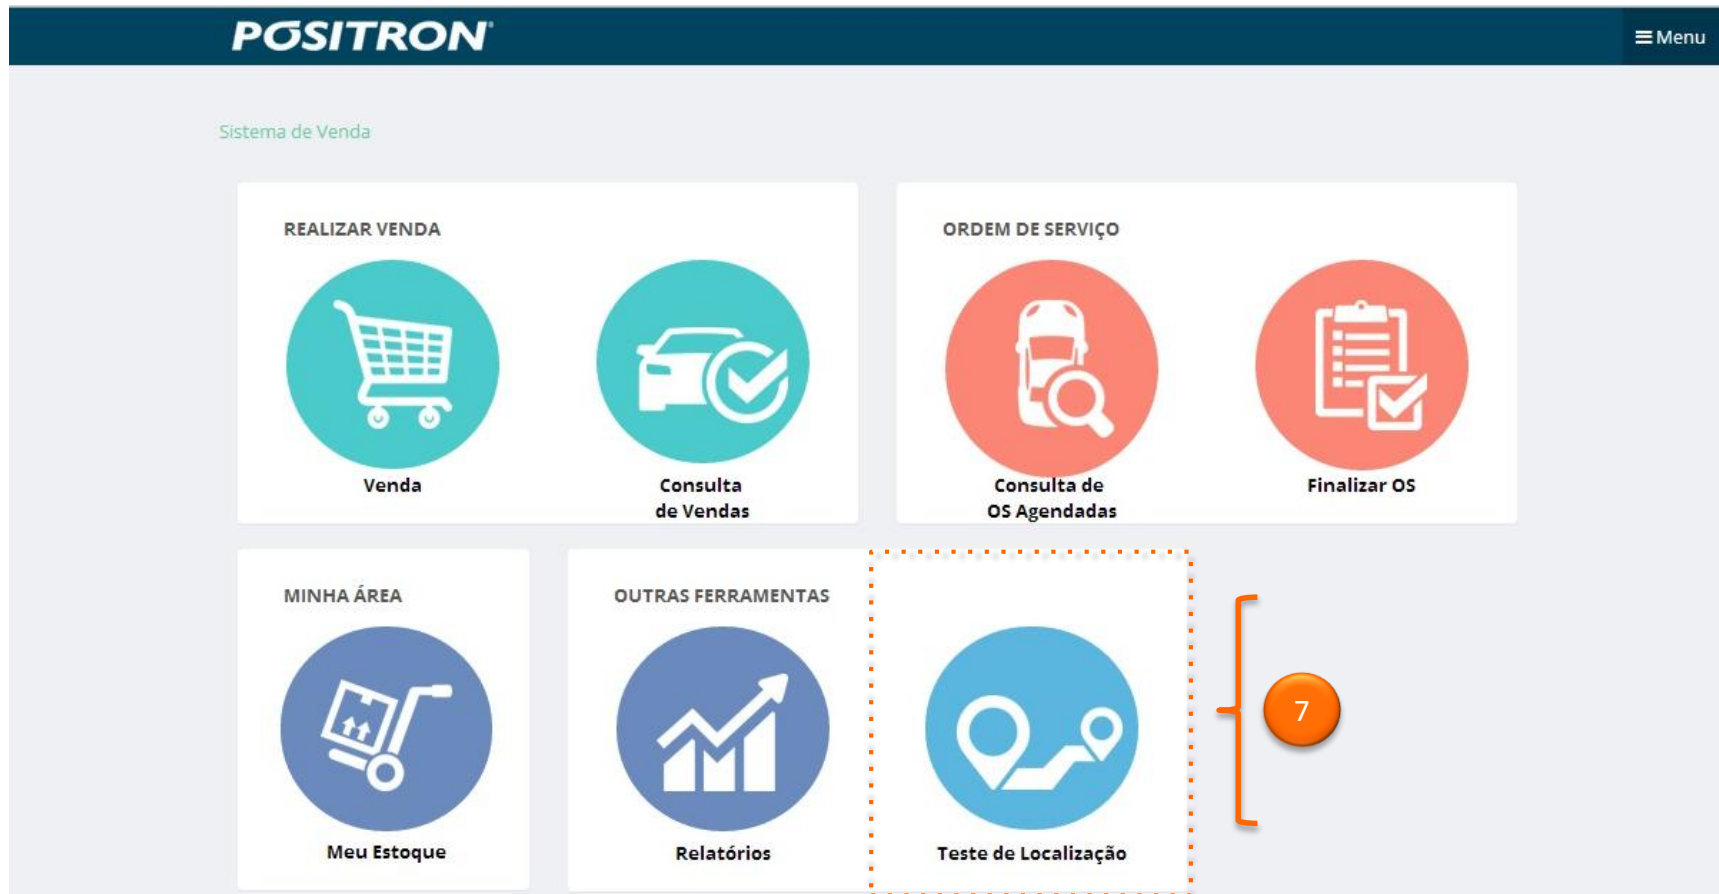 PÓSITRON®
Menu
Sistema de Venda
REALIZAR VENDA
Venda
Consulta
de Vendas
ORDEM DE SERVIÇO
Consulta de
OS Agendadas
Finalizar OS
MINHA ÁREA
Meu Estoque
OUTRAS FERRAMENTAS
Relatórios
Teste de Localização
7